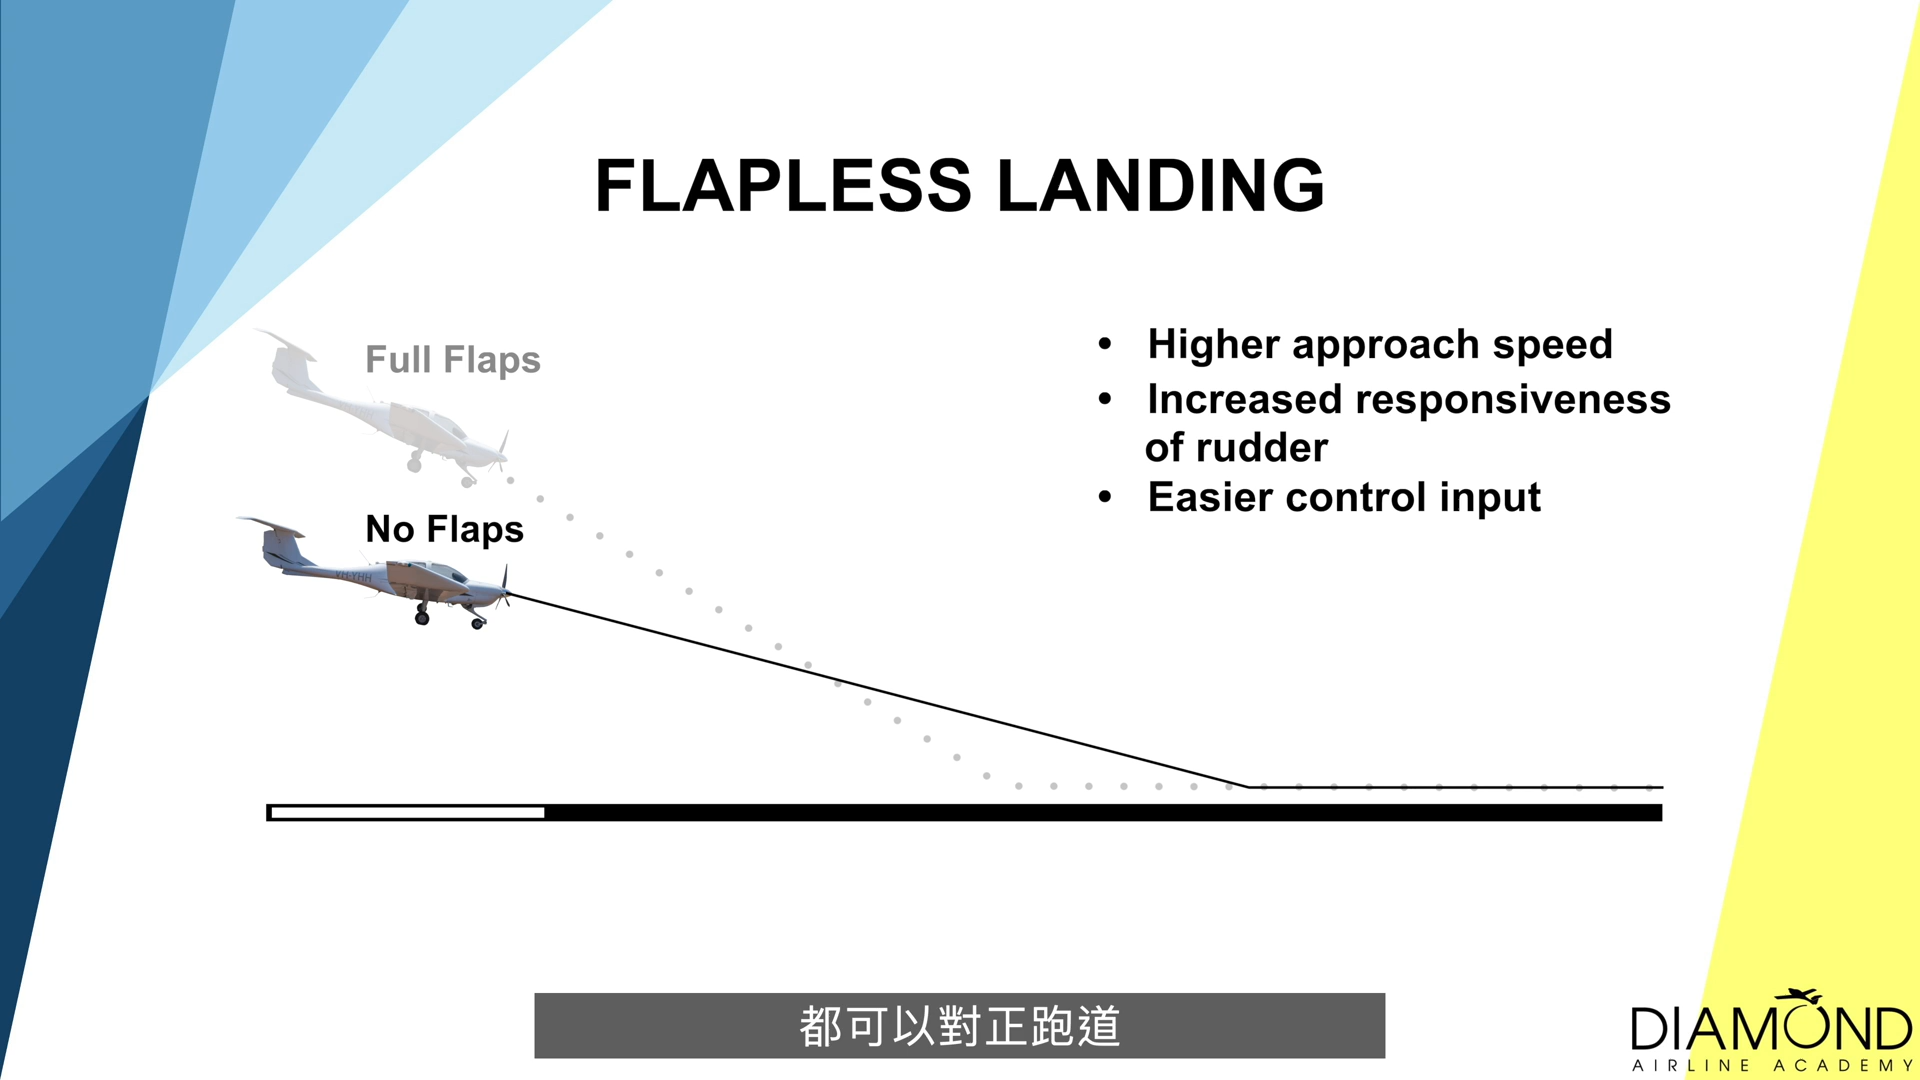 FLAPLESS LANDING
Full Flaps
No Flaps
• Higher approach speed
• Increased responsiveness
of rudder
• Easier control input
都可以對正跑道
DIAMOND
AIRLINE ACADEMY